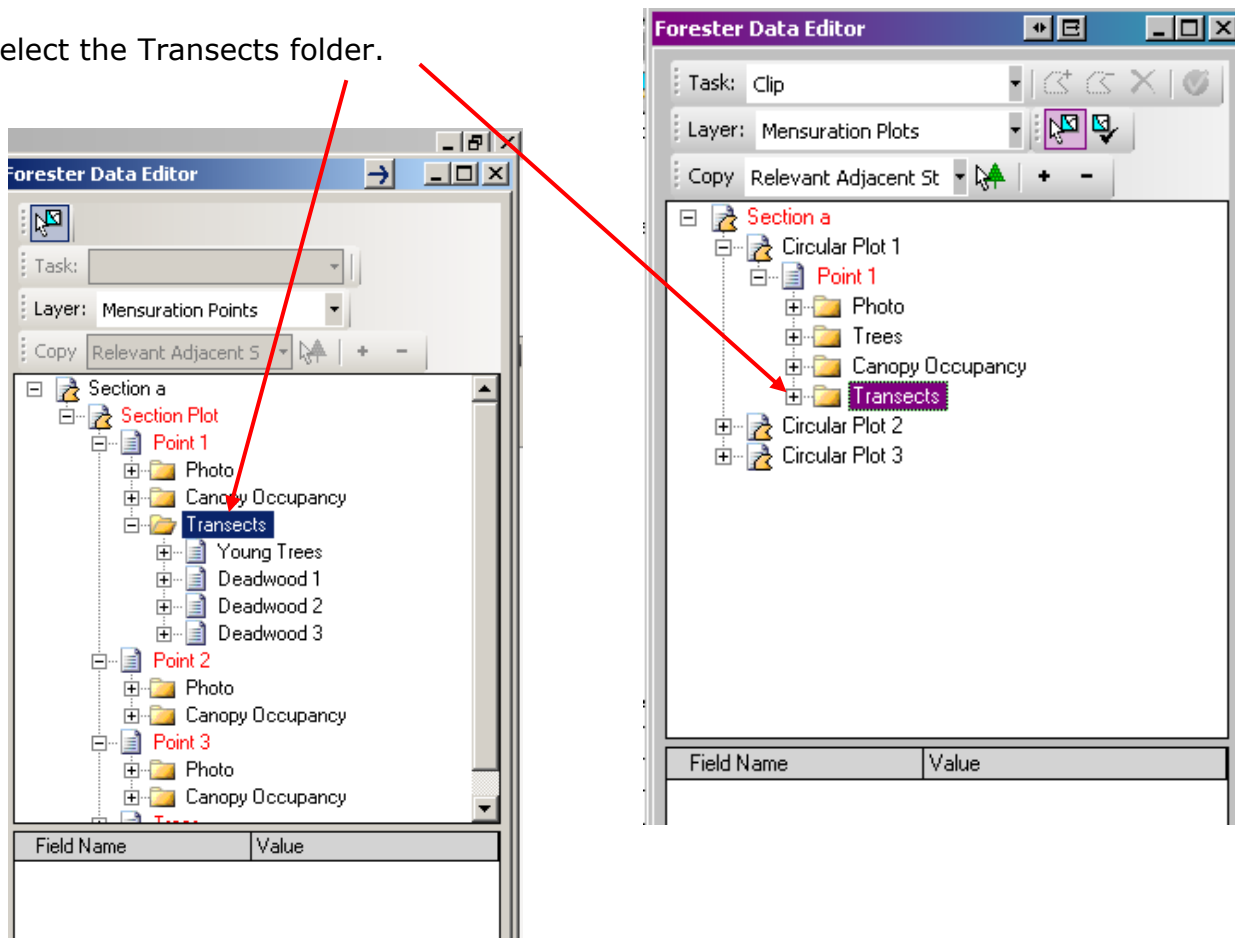 elect the Transects folder.
Forester Data Editor
Task:
Layer: Mensuration Points
Copy Relevant Adjacent S
Section a
Section Plot
Point 1
Photo
Canopy Occupancy
Transects
Young Trees
Deadwood 1
Deadwood 2
Deadwood 3
Point 2
Photo
Canopy Occupancy
Point 3
Photo
Canopy Occupancy
Field Name Value
Forester Data Editor
Task: Clip
Layer: Mensuration Plots
Copy Relevant Adjacent St
Section a
Circular Plot 1
Point 1
Photo
Trees
Canopy Occupancy
Transects
Circular Plot 2
Circular Plot 3
Field Name Value